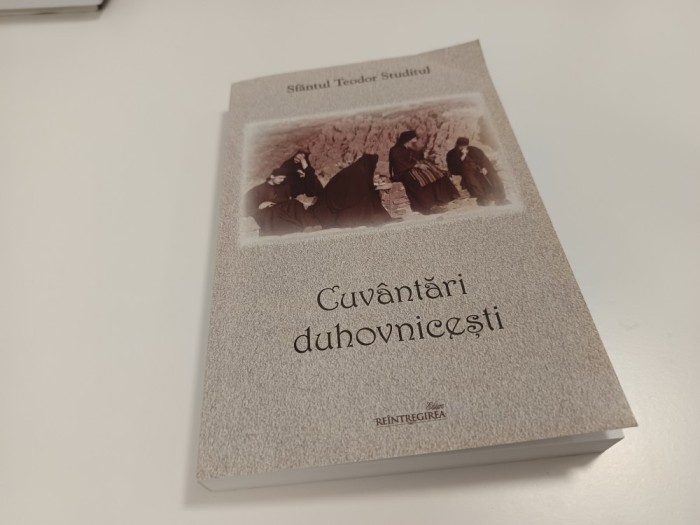 Sfântul Teodor Studitul
Cuvântări
duhovnicești
Editura
REÎNTREGIREA